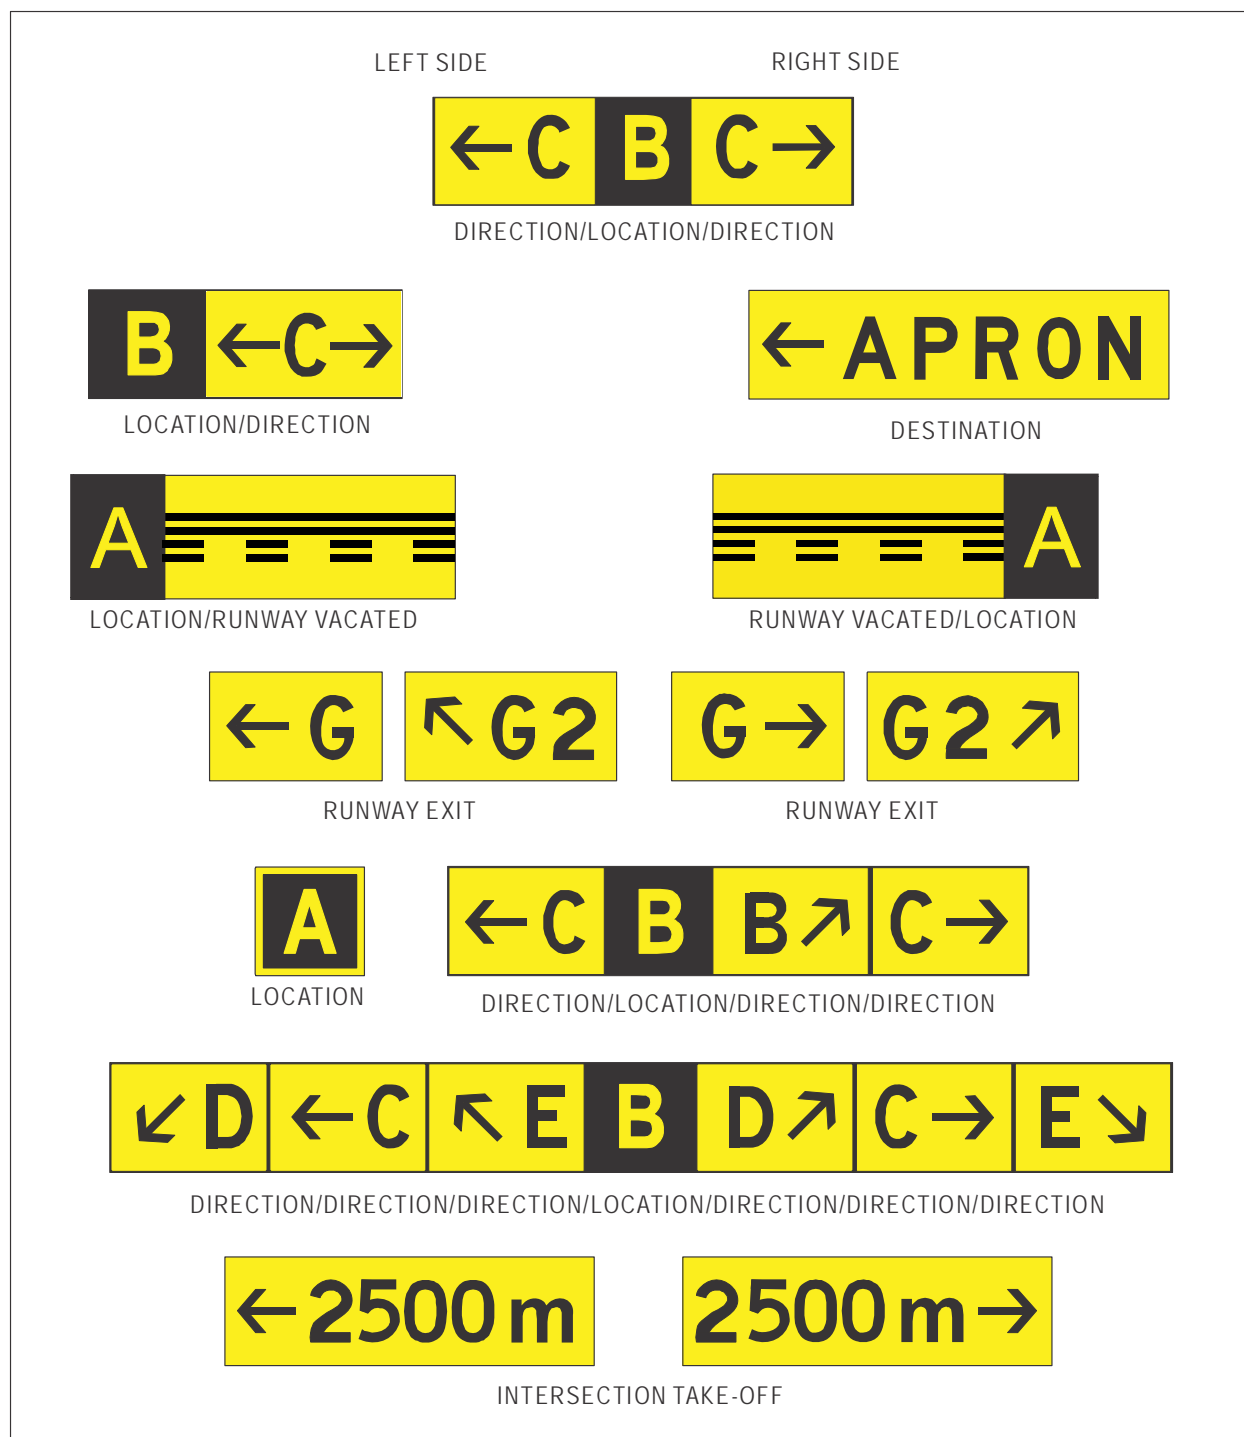 LEFT SIDE RIGHT SIDE
←C B C→
DIRECTION/LOCATION/DIRECTION
B ←C→
← APRON
LOCATION/DIRECTION
DESTINATION
A
A
LOCATION/RUNWAY VACATED
RUNWAY VACATED/LOCATION
←G ↖G2 G→ G2↗
RUNWAY EXIT RUNWAY EXIT
A
←C B B↗ C→
LOCATION
DIRECTION/LOCATION/DIRECTION/DIRECTION
↙D ←C ↖E B D↗ C→ E↘
DIRECTION/DIRECTION/DIRECTION/LOCATION/DIRECTION/DIRECTION/DIRECTION
←2500m 2500m→
INTERSECTION TAKE-OFF